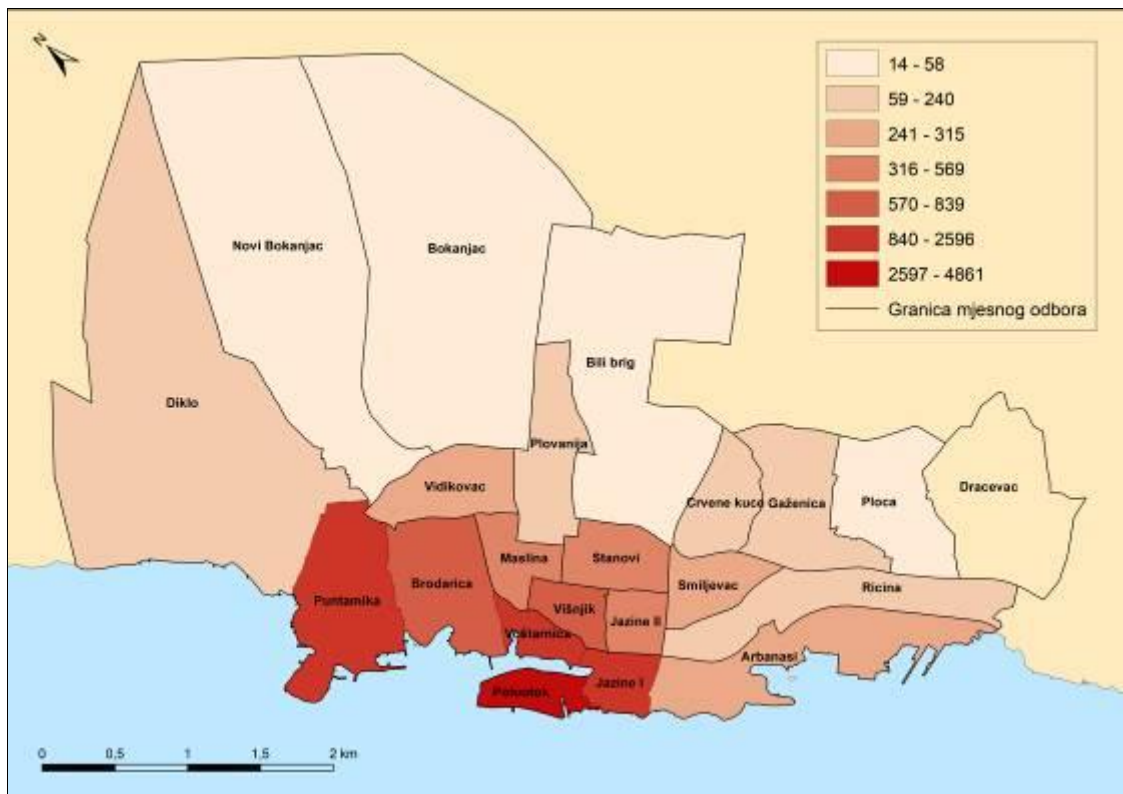 N
14 - 58
59 - 240
241 - 315
316 - 569
570 - 839
840 - 2596
2597 - 4861
Granica mjesnog odbora
Novi Bokanjac
Bokanjac
Bili brig
Diklo
Plovanija
Vidikovac
Crvene kuce
Gaženica
Ploca
Dracevac
Maslina
Stanovi
Brodarica
Smiljevac
Ricina
Puntamika
Višnjik
Jazine II
Voštarnica
Arbanasi
Jazine I
Poluotok
0 0,5 1 1,5 2 km